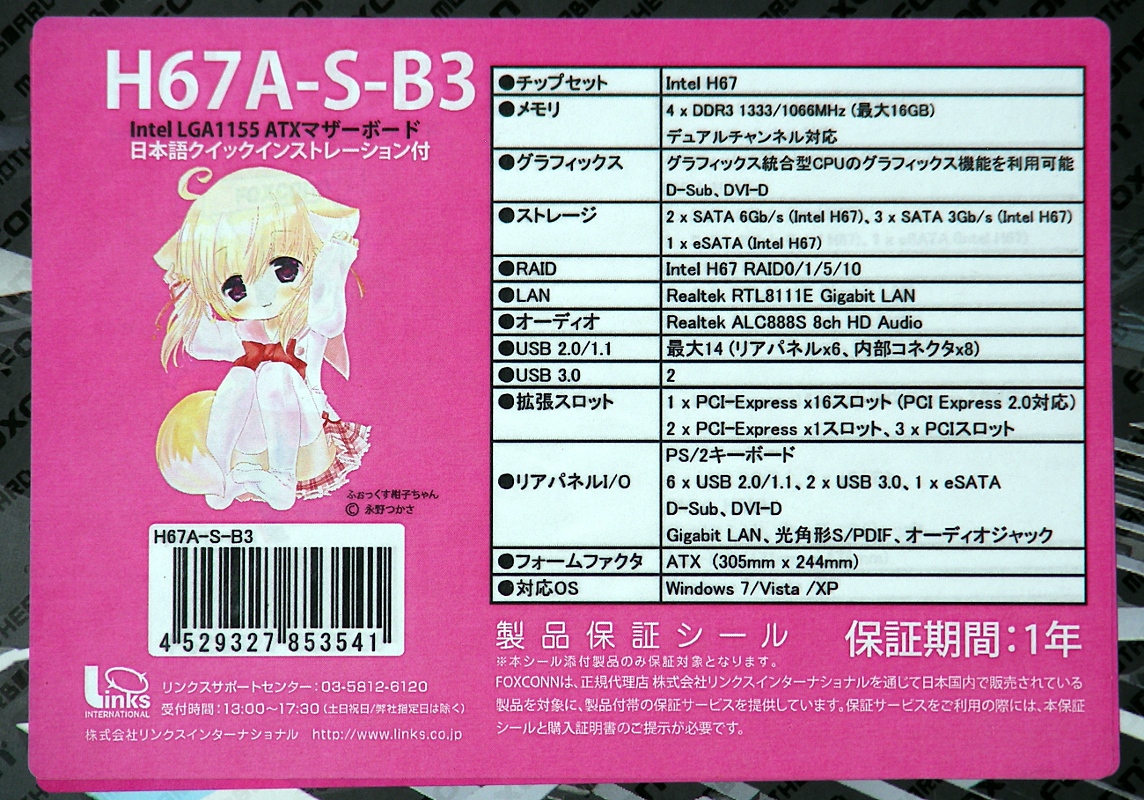 H67A-S-B3
Intel LGA1155 ATXマザーボード
日本語クイックインストレーション付
●チップセット Intel H67
●メモリ 4 x DDR3 1333/1066MHz (最大16GB)
デュアルチャンネル対応
●グラフィックス グラフィックス統合型CPUのグラフィックス機能を利用可能
D-Sub、DVI-D
●ストレージ 2 x SATA 6Gb/s (Intel H67)、3 x SATA 3Gb/s (Intel H67)
1 x eSATA (Intel H67)
●RAID Intel H67 RAID0/1/5/10
●LAN Realtek RTL8111E Gigabit LAN
●オーディオ Realtek ALC888S 8ch HD Audio
●USB 2.0/1.1 最大14 (リアパネルx6、内部コネクタx8)
●USB 3.0 2
●拡張スロット 1 x PCI-Express x16スロット (PCI Express 2.0対応)
2 x PCI-Express x1スロット、3 x PCIスロット
●リアパネルI/O PS/2キーボード
6 x USB 2.0/1.1、2 x USB 3.0、1 x eSATA
D-Sub、DVI-D
Gigabit LAN、光角形S/PDIF、オーディオジャック
●フォームファクタ ATX (305mm x 244mm)
●対応OS Windows 7/Vista /XP
ふぉっくす柑子ちゃん
© 永野つかさ
H67A-S-B3
4 529327 853541
Links
INTERNATIONAL
リンクスサポートセンター：03-5812-6120
受付時間：13:00～17:30 (土日祝日/弊社指定日は除く)
株式会社リンクスインターナショナル http://www.links.co.jp
製品保証シール 保証期間：1年
※本シール添付製品のみ保証対象となります。
FOXCONNは、正規代理店 株式会社リンクスインターナショナルを通じて日本国内で販売されている
製品を対象に、製品付帯の保証サービスを提供しています。保証サービスをご利用の際には、本保証
シールと購入証明書のご提示が必要です。